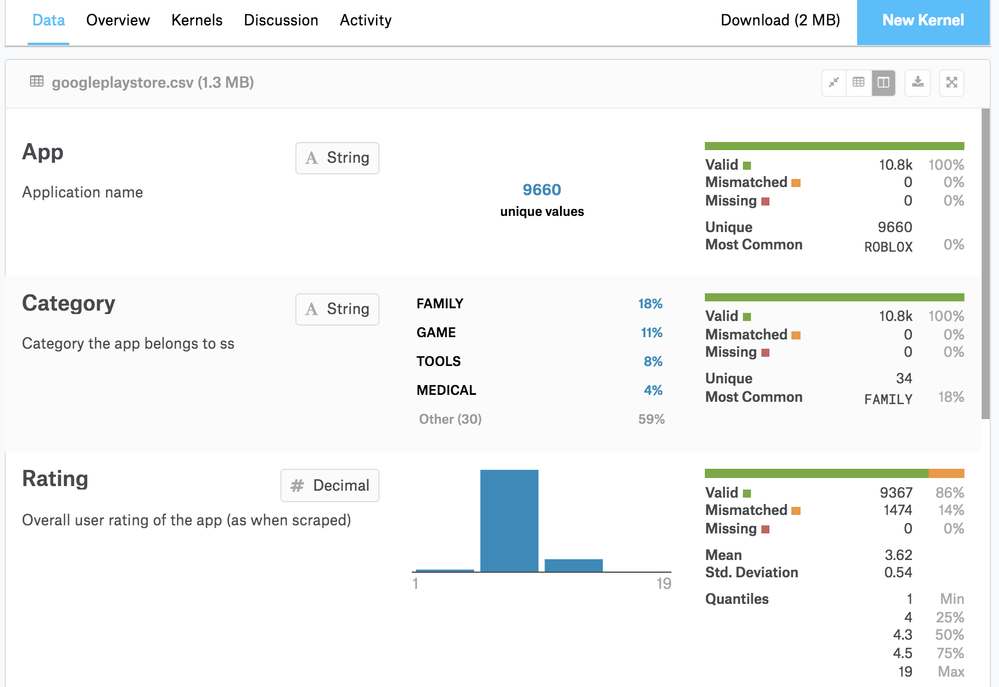 Data Overview Kernels Discussion Activity Download (2 MB) New Kernel
googleplaystore.csv (1.3 MB)
App
A String
Application name
9660
unique values
Valid 10.8k 100%
Mismatched 0 0%
Missing 0 0%
Unique 9660
Most Common ROBLOX 0%
Category
A String
Category the app belongs to ss
FAMILY 18%
GAME 11%
TOOLS 8%
MEDICAL 4%
Other (30) 59%
Valid 10.8k 100%
Mismatched 0 0%
Missing 0 0%
Unique 34
Most Common FAMILY 18%
Rating
# Decimal
Overall user rating of the app (as when scraped)
1 19
Valid 9367 86%
Mismatched 1474 14%
Missing 0 0%
Mean 3.62
Std. Deviation 0.54
Quantiles 1 Min
4 25%
4.3 50%
4.5 75%
19 Max